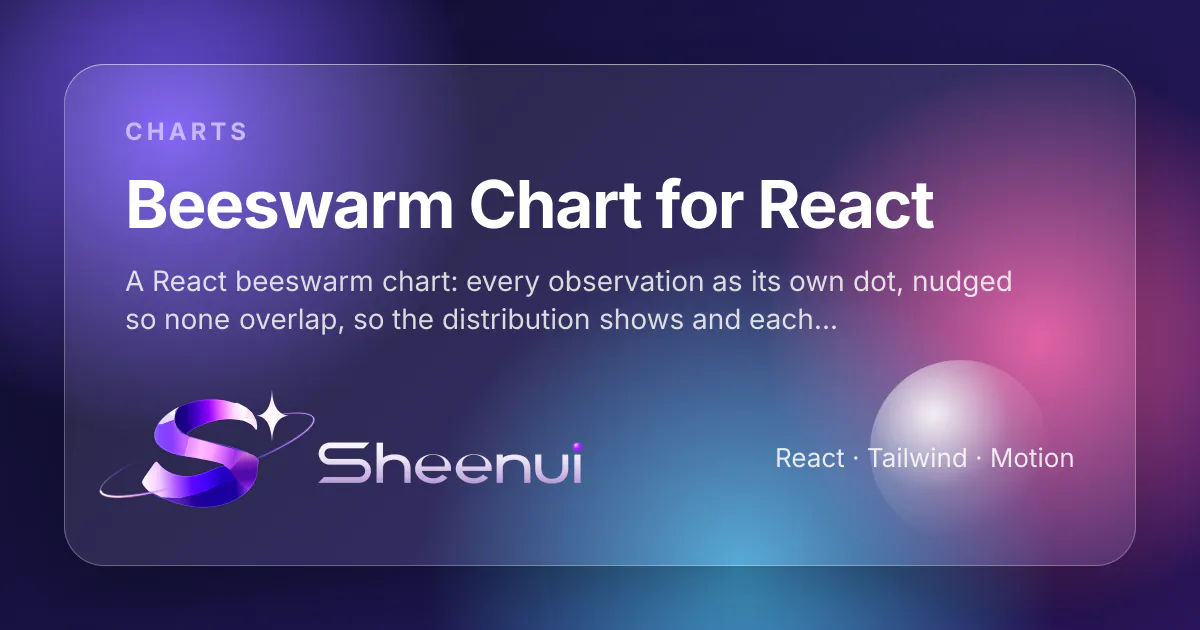 CHARTS
Beeswarm Chart for React
A React beeswarm chart: every observation as its own dot, nudged
so none overlap, so the distribution shows and each...
Sheenui
React · Tailwind · Motion